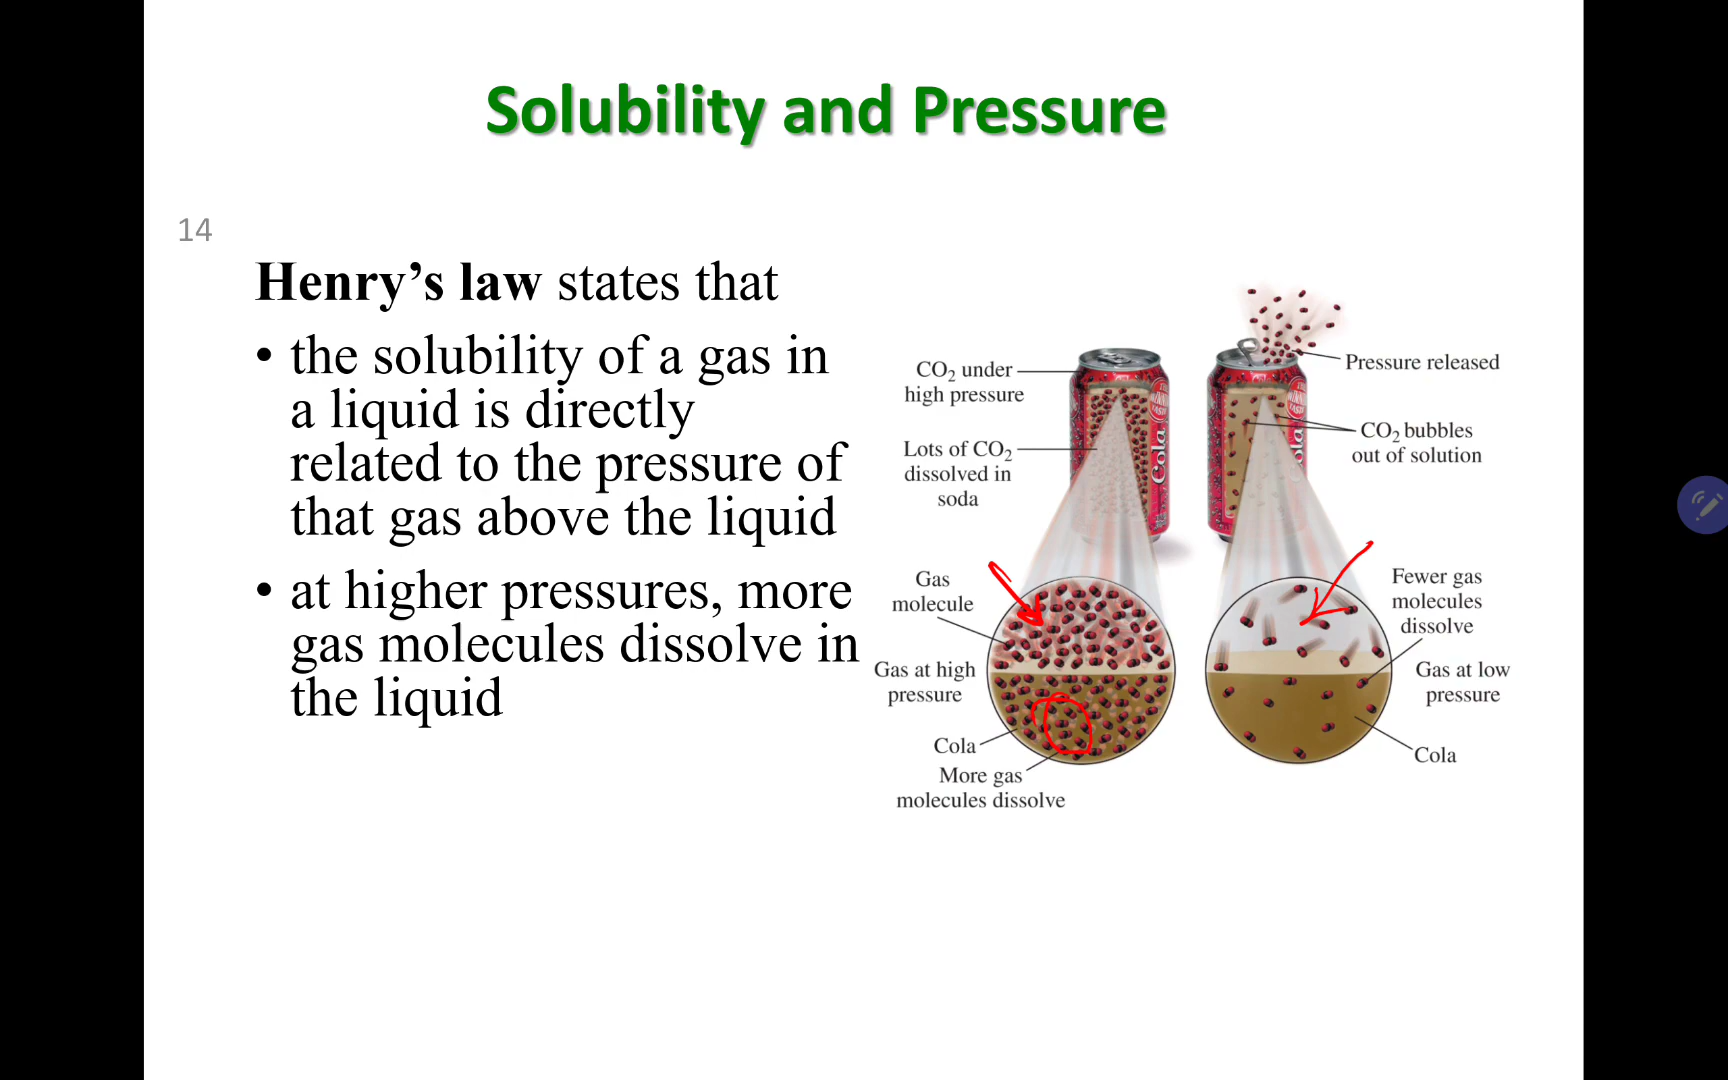 Solubility and Pressure
14
Henry’s law states that
• the solubility of a gas in
a liquid is directly
related to the pressure of
that gas above the liquid
• at higher pressures, more
gas molecules dissolve in
the liquid
CO₂ under
high pressure
Lots of CO₂
dissolved in
soda
Gas
molecule
Gas at high
pressure
Cola
More gas
molecules dissolve
Cola
Pressure released
CO₂ bubbles
out of solution
Fewer gas
molecules
dissolve
Gas at low
pressure
Cola